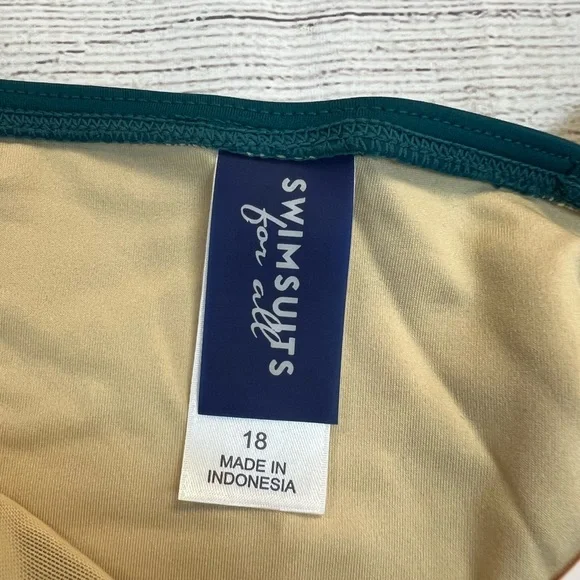 SWIMSUITS
for all
18
MADE IN
INDONESIA